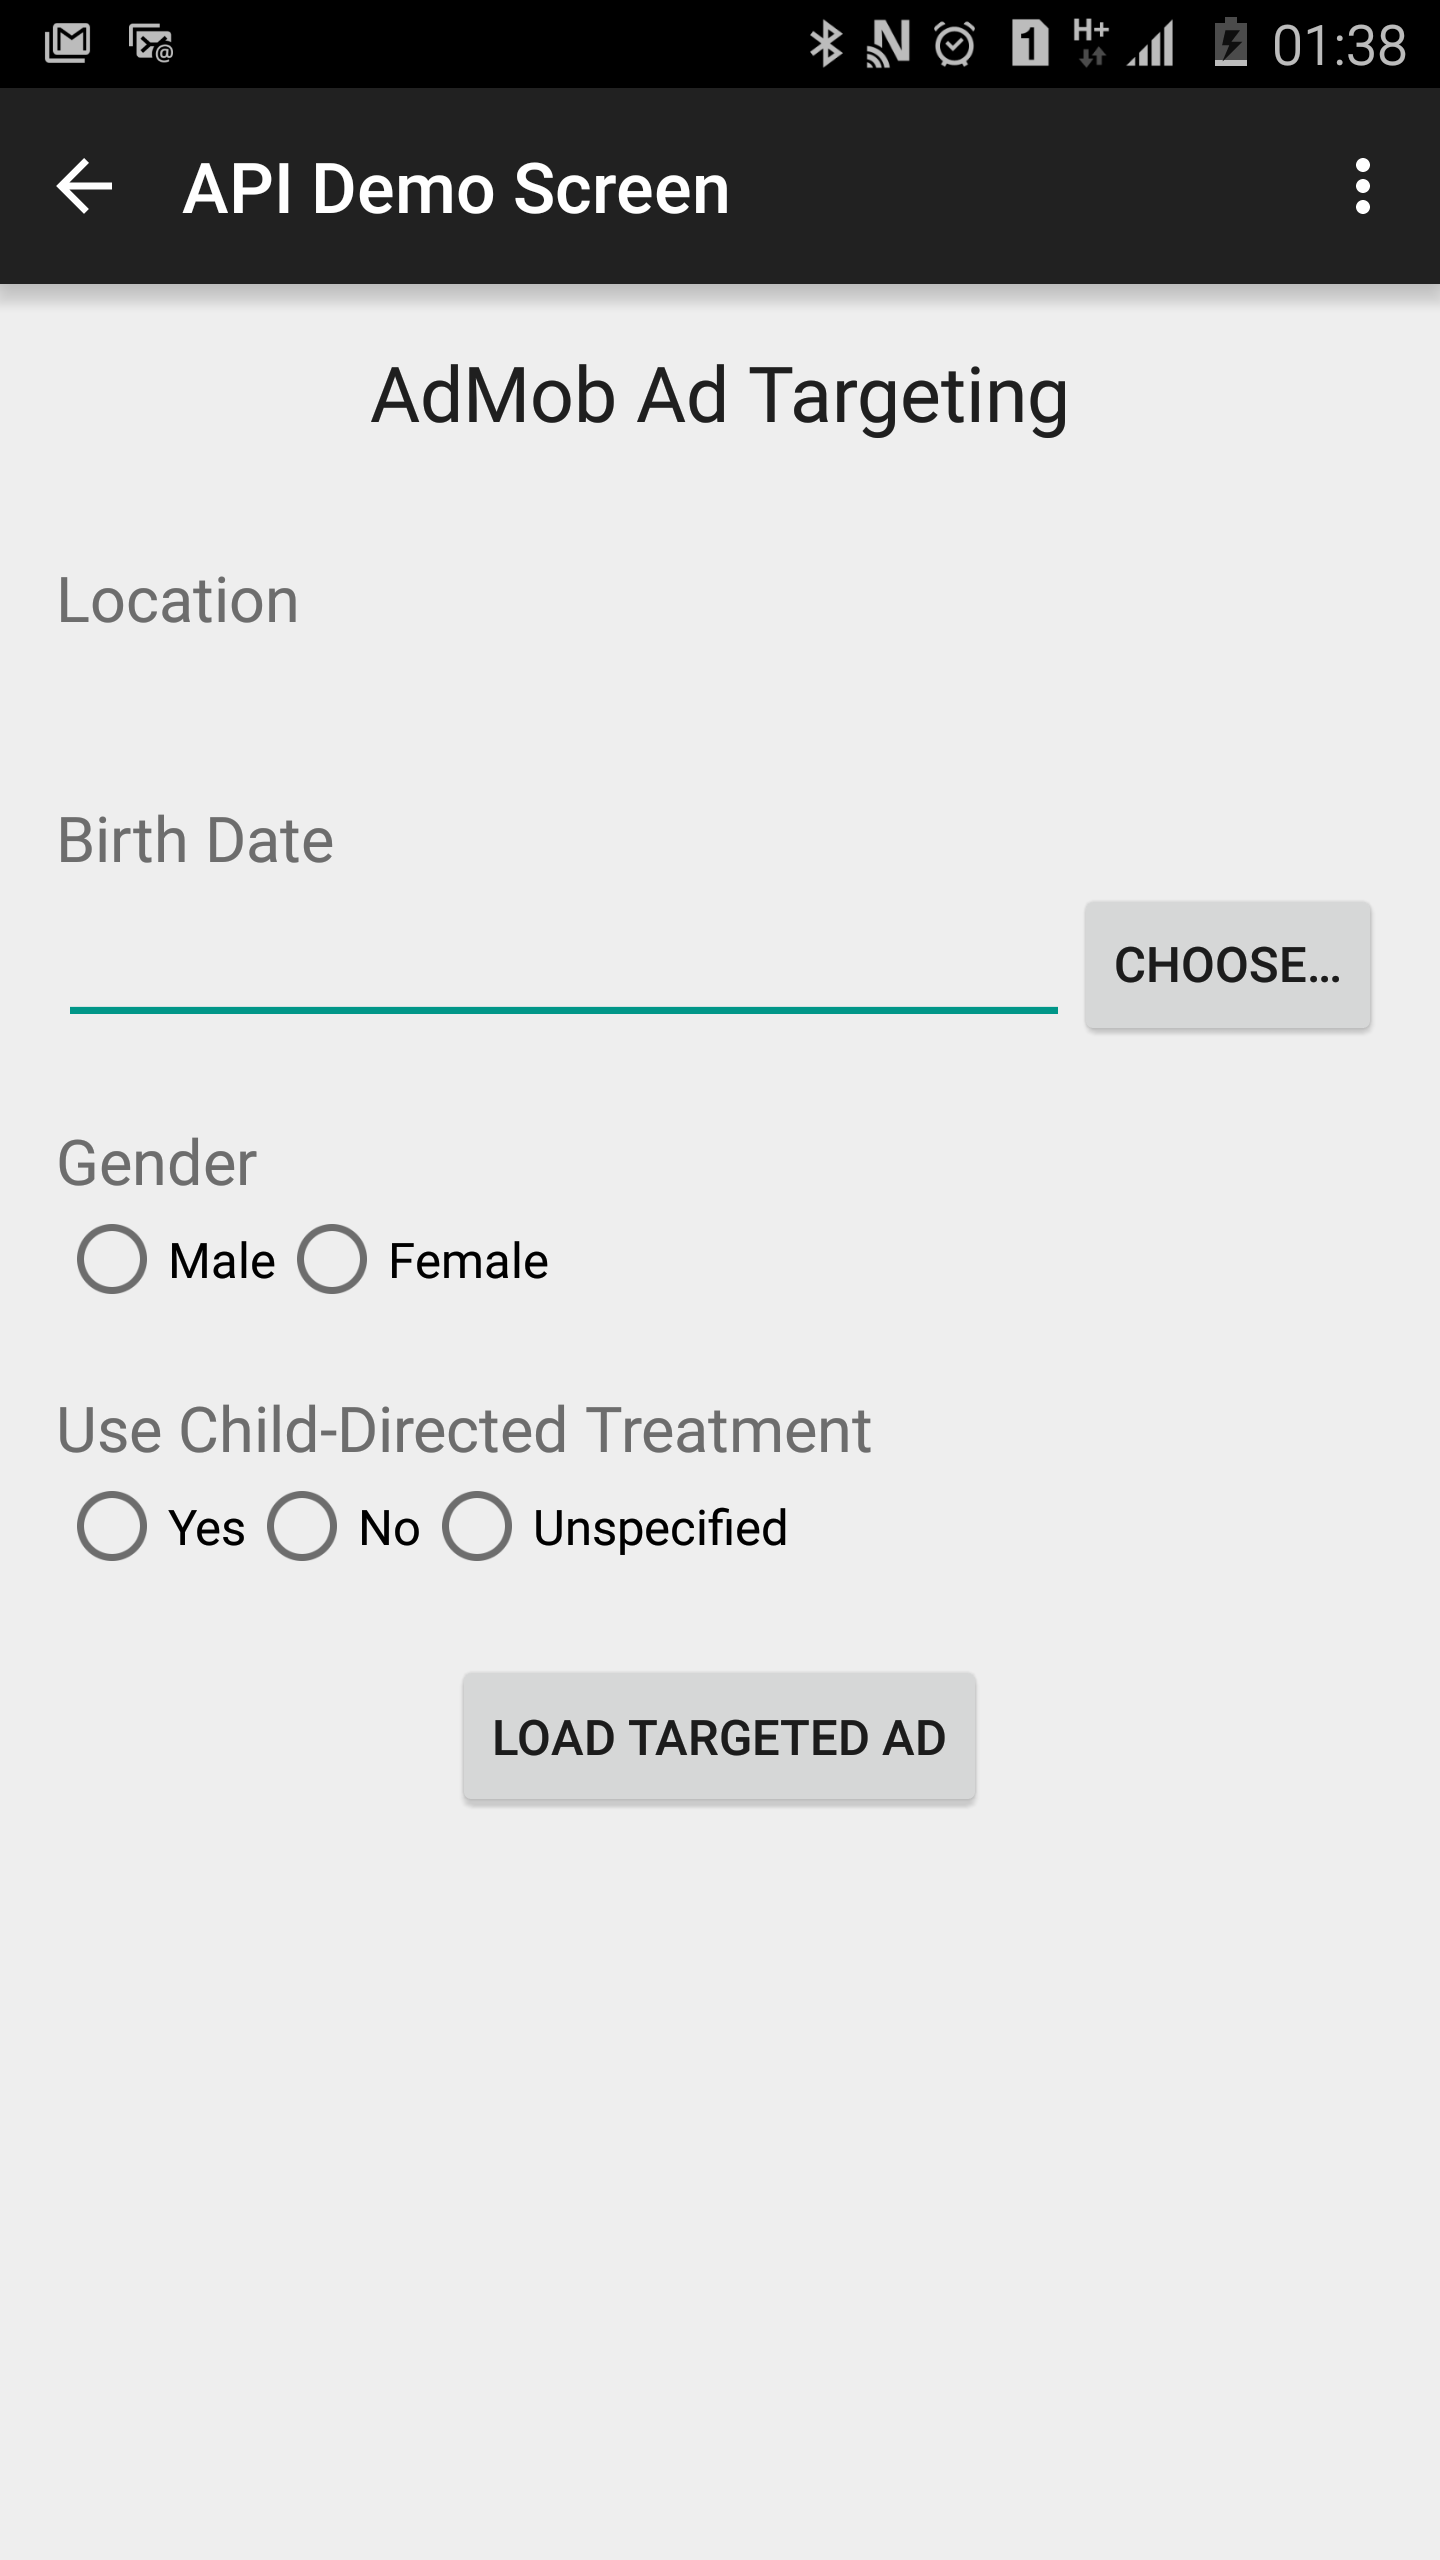 1 H+ 01:38
API Demo Screen
AdMob Ad Targeting
Location
Birth Date
CHOOSE...
Gender
Male Female
Use Child-Directed Treatment
Yes No Unspecified
LOAD TARGETED AD